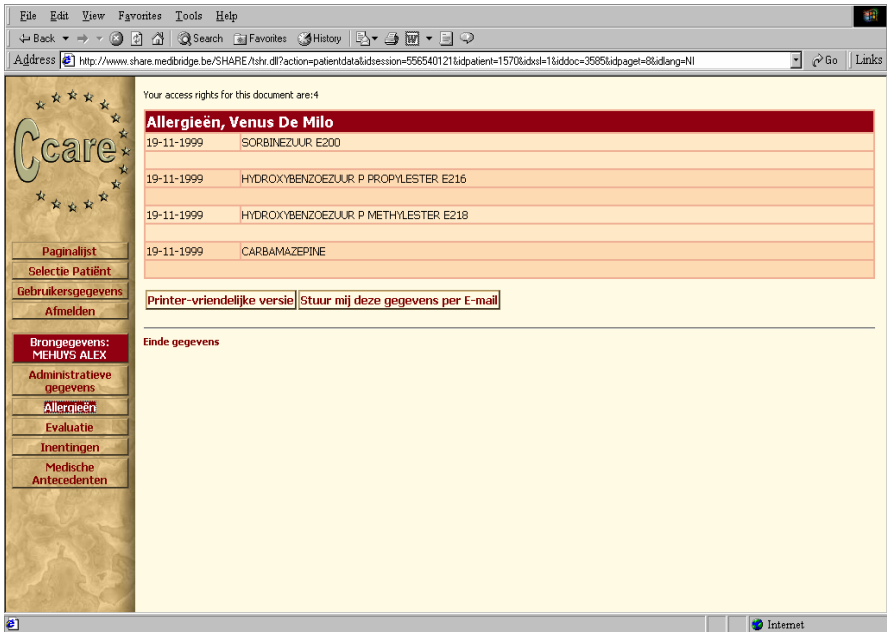 File Edit View Favorites Tools Help
Back Search Favorites History
Address http://www.share.medibridge.be/SHARE/tshr.dll?action=patientdata&idsession=556540121&idpatient=1570&idxsl=1&iddoc=3585&idpaget=8&idlang=Nl Go Links
Ccare
Your access rights for this document are:4
Allergieën, Venus De Milo
19-11-1999 SORBINEZUUR E200
19-11-1999 HYDROXYBENZOEZUUR P PROPYLESTER E216
19-11-1999 HYDROXYBENZOEZUUR P METHYLESTER E218
19-11-1999 CARBAMAZEPINE
Printer-vriendelijke versie Stuur mij deze gegevens per E-mail
Einde gegevens
Paginalijst
Selectie Patiënt
Gebruikersgegevens
Afmelden
Brongegevens:
MEHUYS ALEX
Administratieve
gegevens
Allergieën
Evaluatie
Inentingen
Medische
Antecedenten
Internet